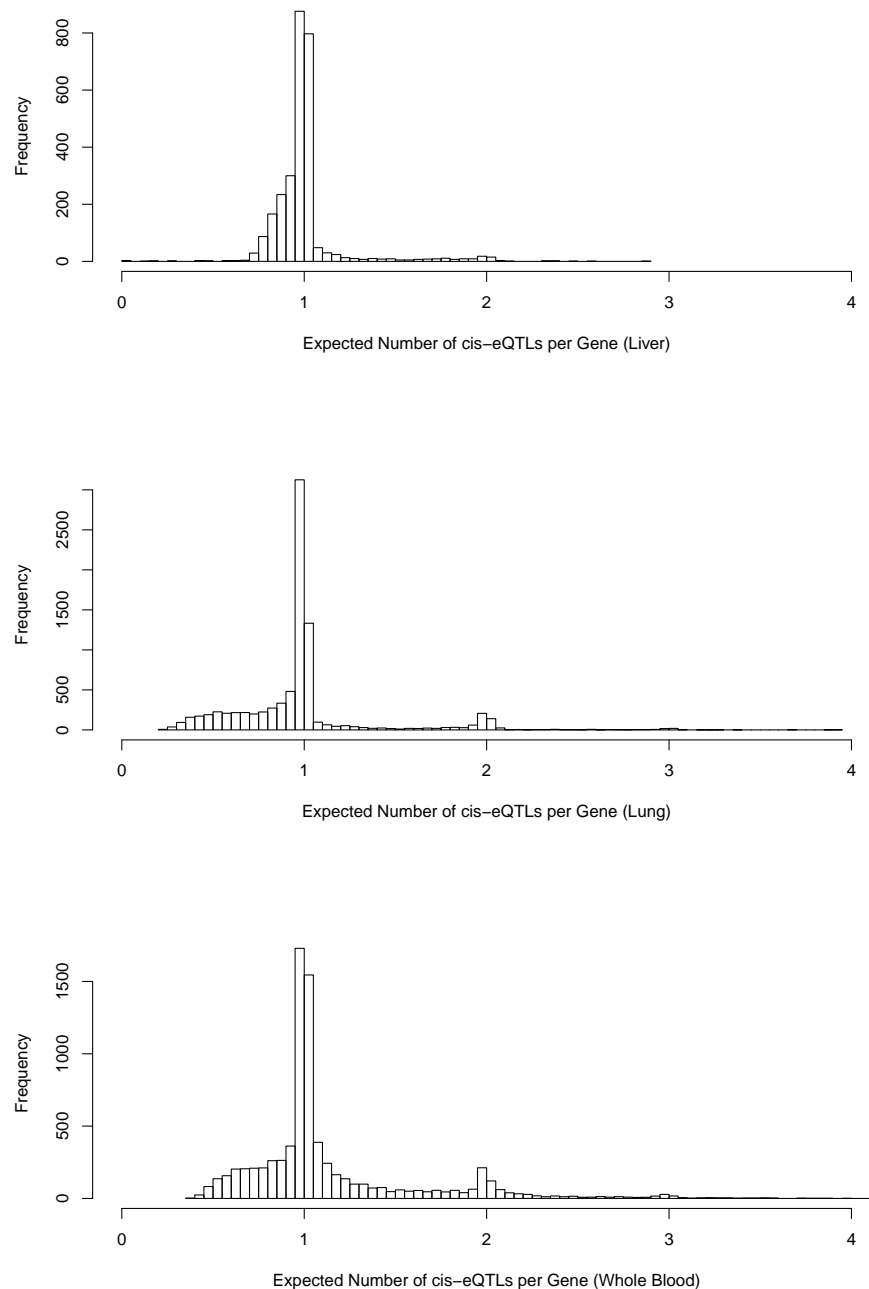 Frequency
800
600
400
200
0
0 1 2 3 4
Expected Number of cis−eQTLs per Gene (Liver)
Frequency
2500
1500
500
0
0 1 2 3 4
Expected Number of cis−eQTLs per Gene (Lung)
Frequency
1500
1000
500
0
0 1 2 3 4
Expected Number of cis−eQTLs per Gene (Whole Blood)